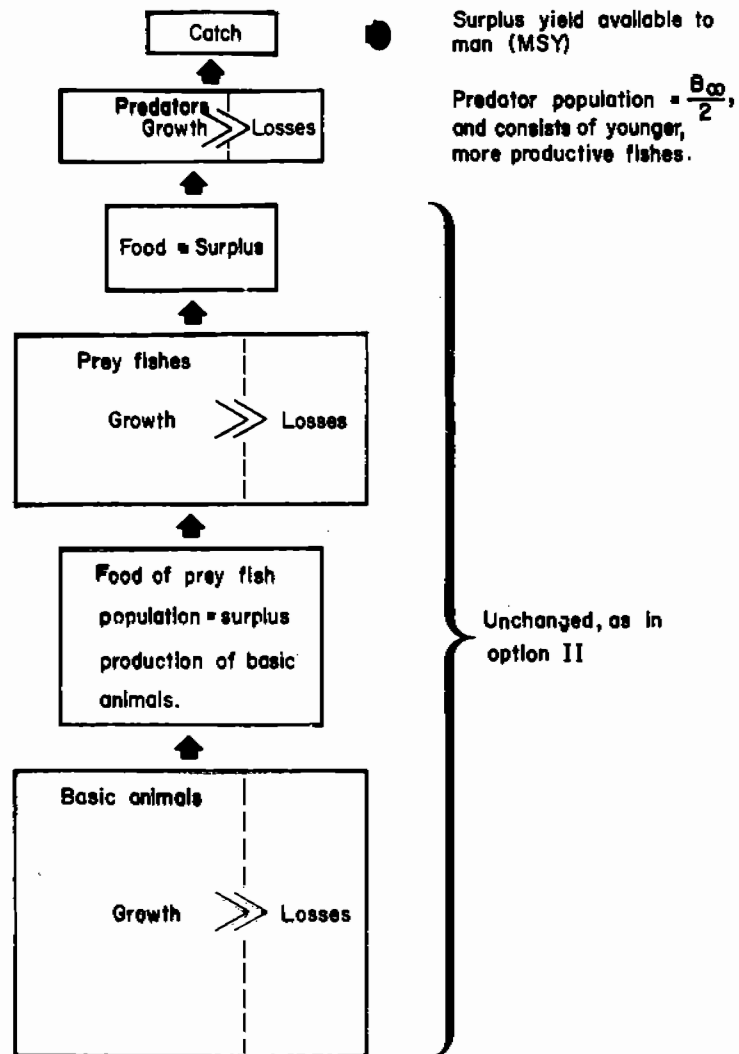 Catch
Surplus yield available to
man (MSY)
Predator population = B∞/2,
and consists of younger,
more productive fishes.
Predators
Growth >> Losses
Food = Surplus
Prey fishes
Growth >> Losses
Food of prey fish
population = surplus
production of basic
animals.
Unchanged, as in
option II
Basic animals
Growth >> Losses